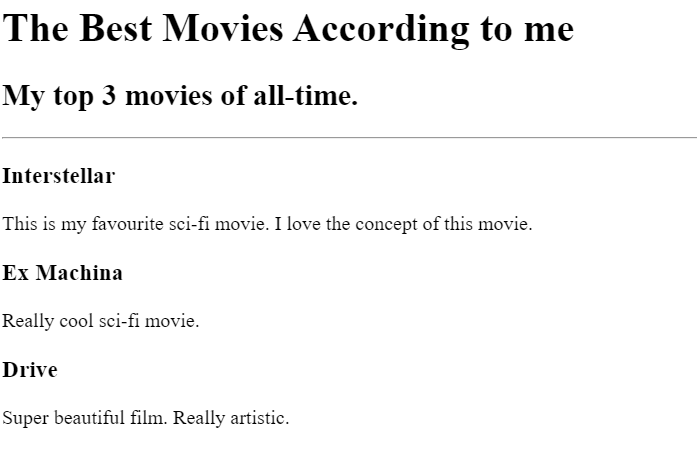 The Best Movies According to me
My top 3 movies of all-time.
Interstellar
This is my favourite sci-fi movie. I love the concept of this movie.
Ex Machina
Really cool sci-fi movie.
Drive
Super beautiful film. Really artistic.